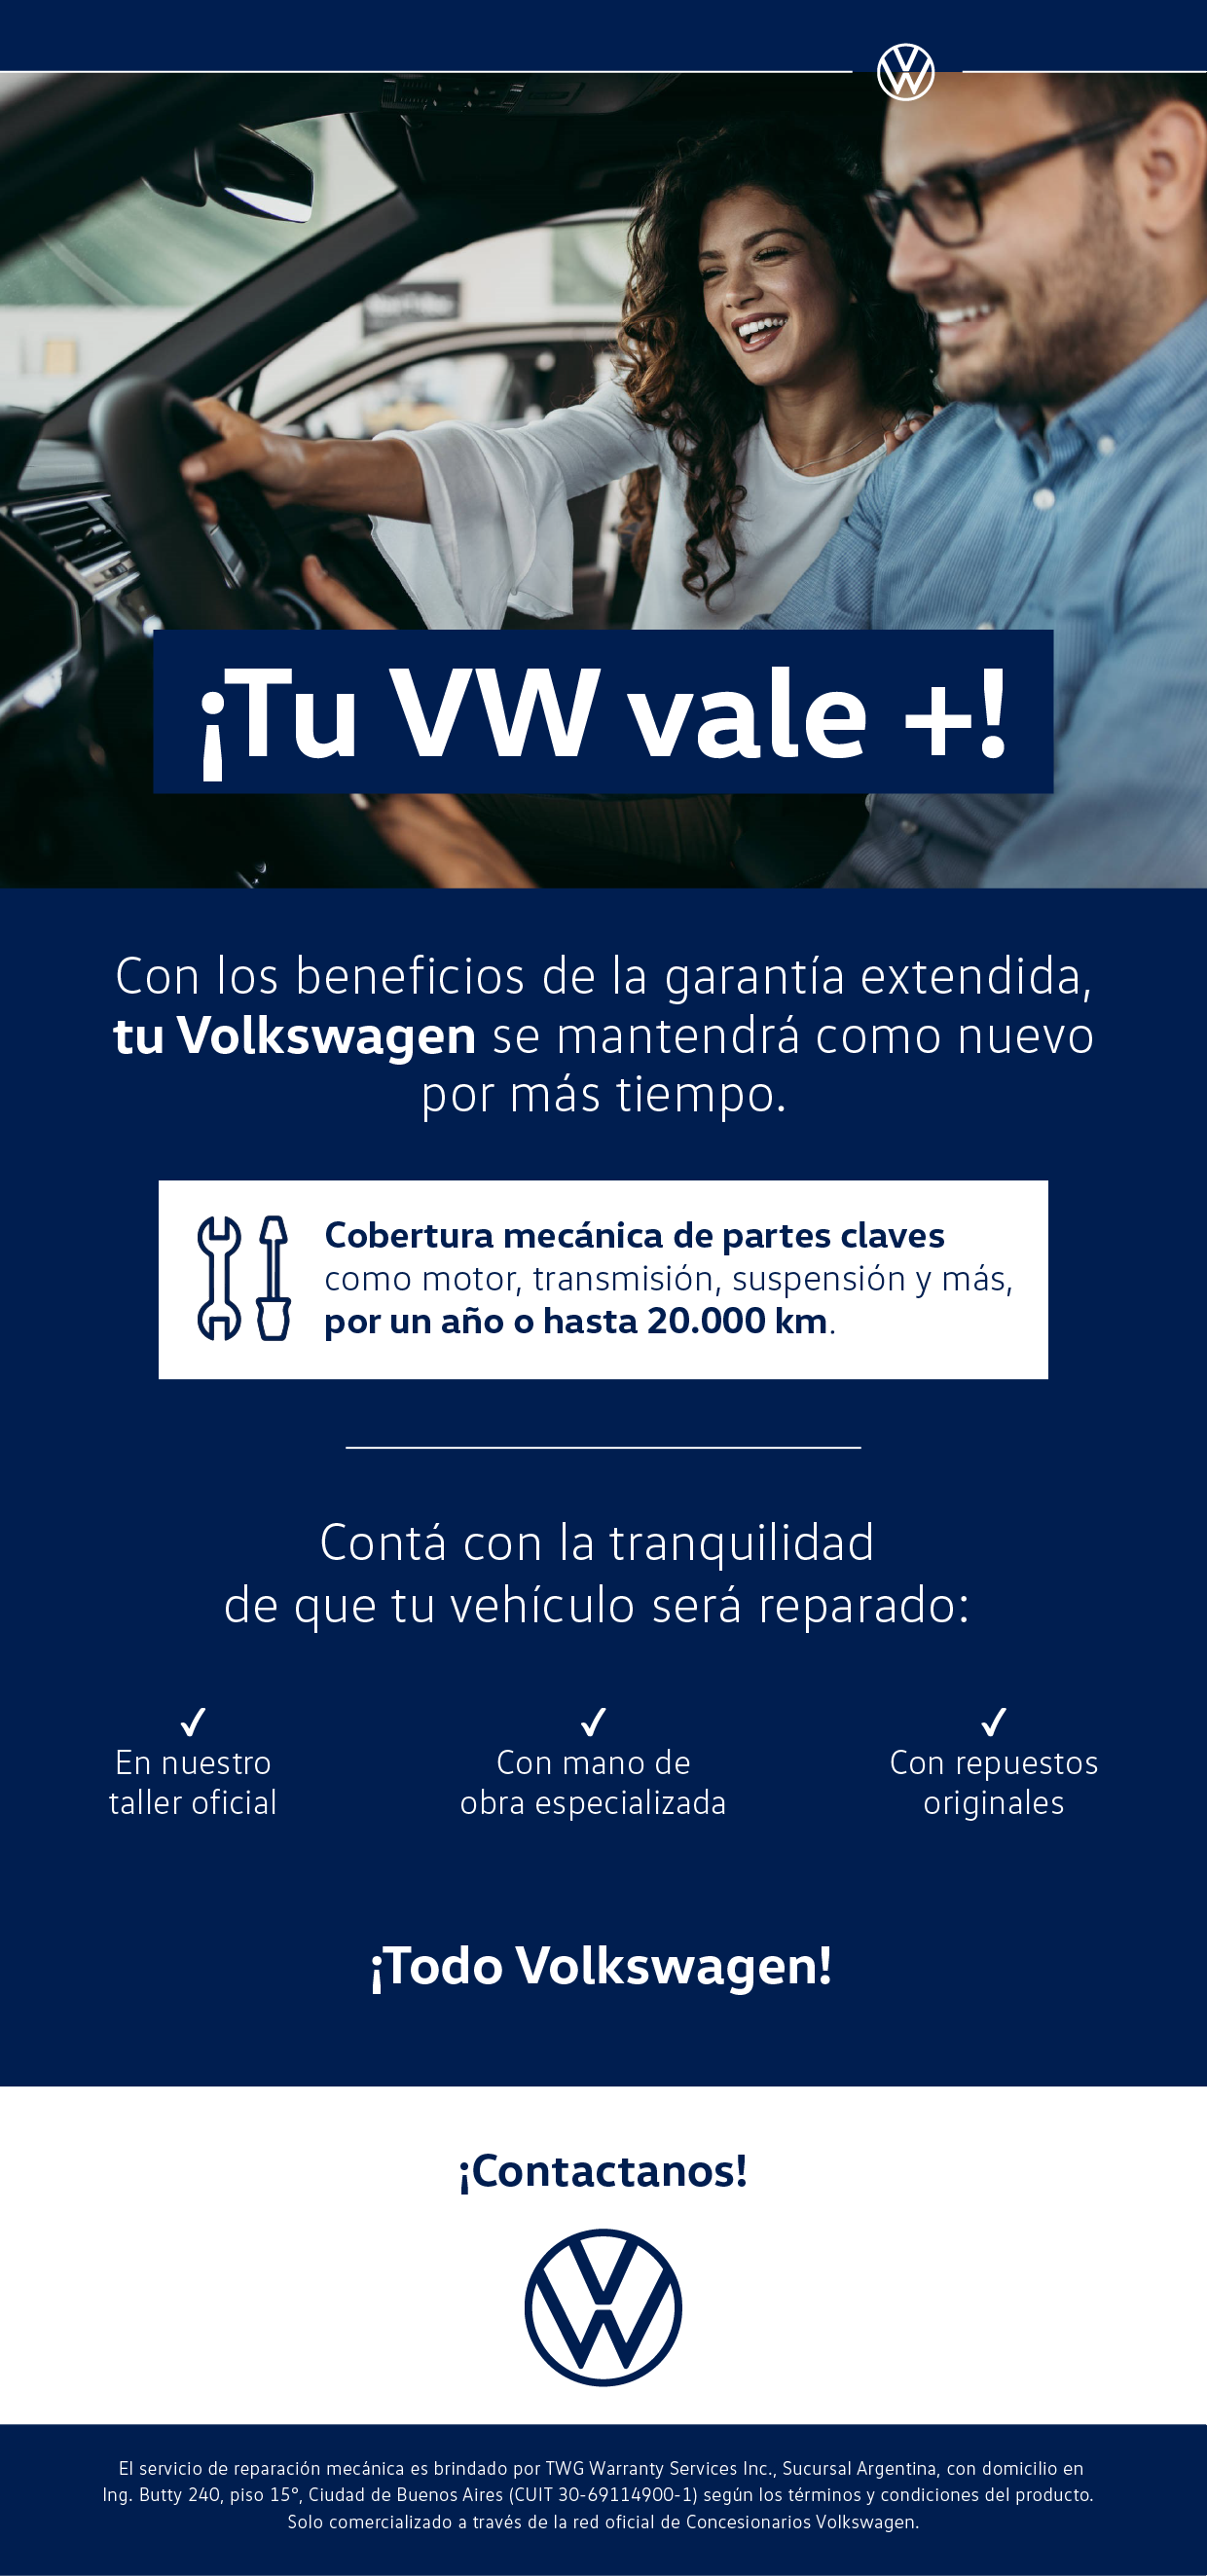 ¡Tu VW vale +!
Con los beneficios de la garantía extendida,
tu Volkswagen se mantendrá como nuevo
por más tiempo.
Cobertura mecánica de partes claves
como motor, transmisión, suspensión y más,
por un año o hasta 20.000 km.
Contá con la tranquilidad
de que tu vehículo será reparado:
✓ En nuestro
taller oficial
✓ Con mano de
obra especializada
✓ Con repuestos
originales
¡Todo Volkswagen!
¡Contactanos!
El servicio de reparación mecánica es brindado por TWG Warranty Services Inc., Sucursal Argentina, con domicilio en
Ing. Butty 240, piso 15°, Ciudad de Buenos Aires (CUIT 30-69114900-1) según los términos y condiciones del producto.
Solo comercializado a través de la red oficial de Concesionarios Volkswagen.